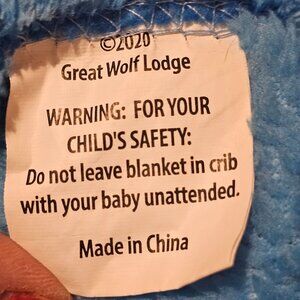 ©2020
Great Wolf Lodge
WARNING: FOR YOUR
CHILD'S SAFETY:
Do not leave blanket in crib
with your baby unattended.
Made in China